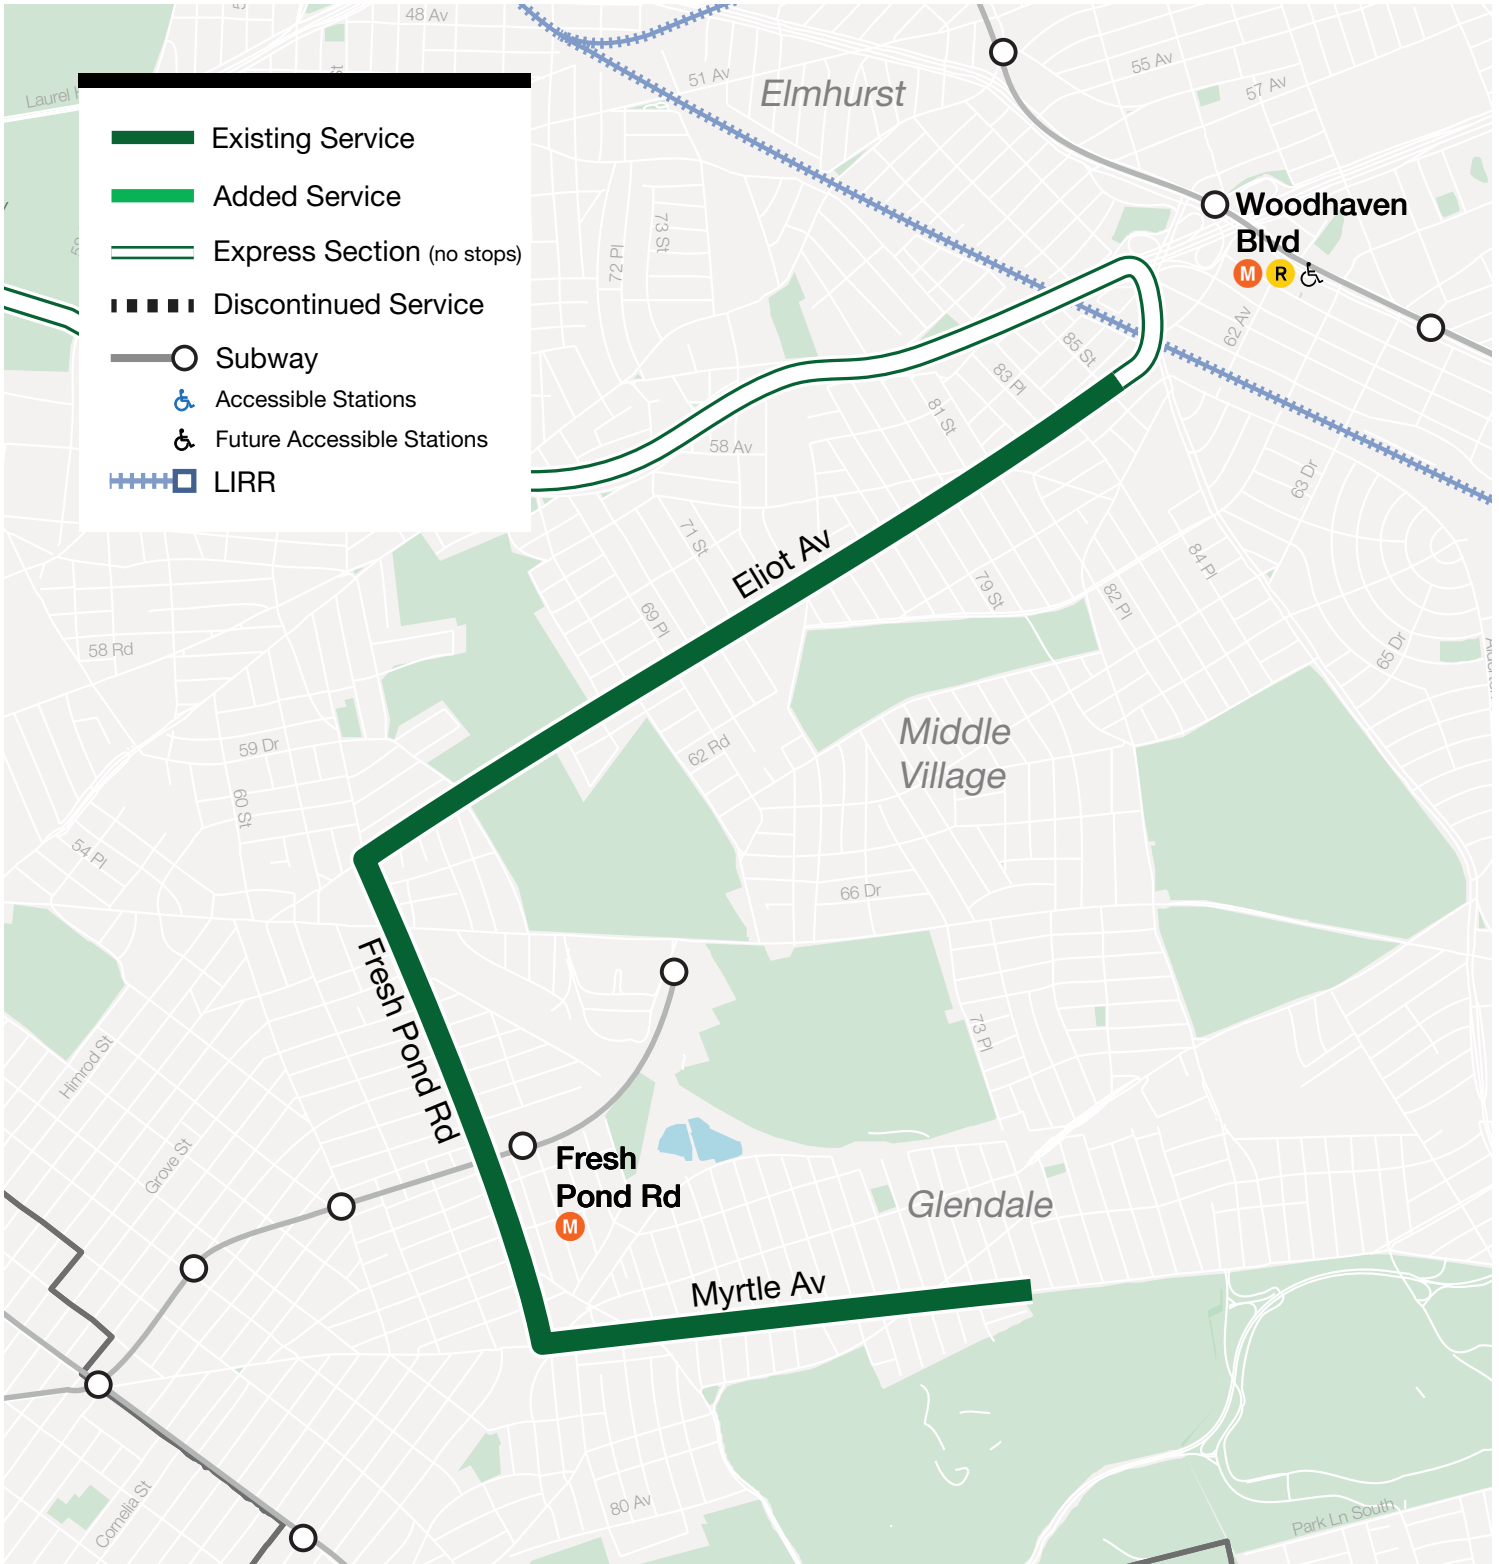 48 Av
51 Av
55 Av
57 Av
Elmhurst
Existing Service
Added Service
Express Section (no stops)
Discontinued Service
Subway
Accessible Stations
Future Accessible Stations
LIRR
Woodhaven
Blvd
M R
73 St
72 Pl
62 Av
85 St
83 Pl
81 St
58 Av
63 Dr
71 St
Eliot Av
84 Pl
79 St
82 Pl
69 Pl
58 Rd
65 Dr
59 Dr
62 Rd
Middle
Village
60 St
54 Pl
66 Dr
Fresh Pond Rd
73 Pl
Himrod St
Grove St
Fresh
Pond Rd
M
Glendale
Myrtle Av
Cornelia St
80 Av
Park Ln South